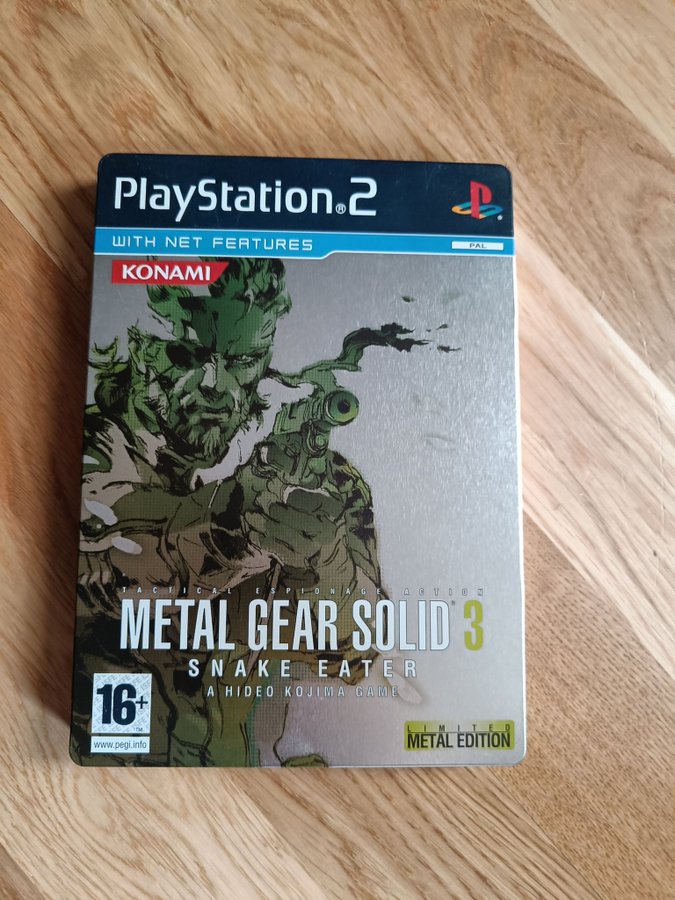 PlayStation®2
WITH NET FEATURES
PAL
KONAMI
TACTICAL ESPIONAGE ACTION
METAL GEAR SOLID® 3
SNAKE EATER
A HIDEO KOJIMA GAME
16+
™
www.pegi.info
LIMITED
METAL EDITION